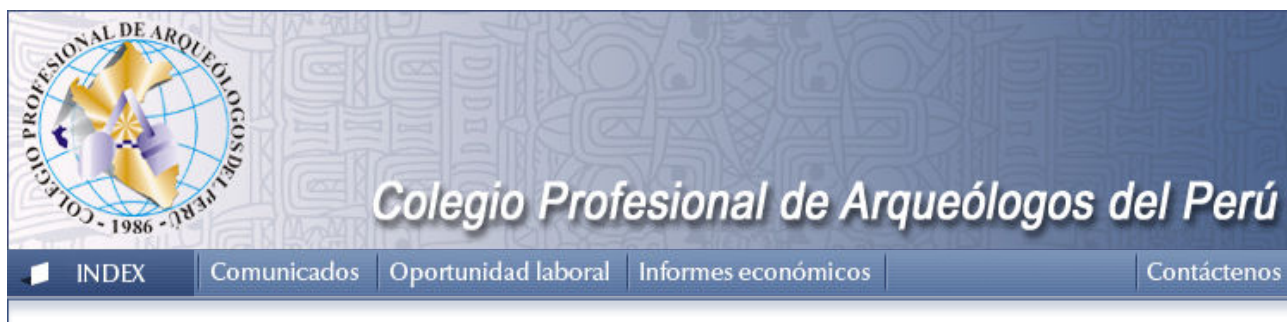 COLEGIO PROFESIONAL DE ARQUEÓLOGOS DEL PERÚ
- 1986 -
Colegio Profesional de Arqueólogos del Perú
INDEX
Comunicados
Oportunidad laboral
Informes económicos
Contáctenos